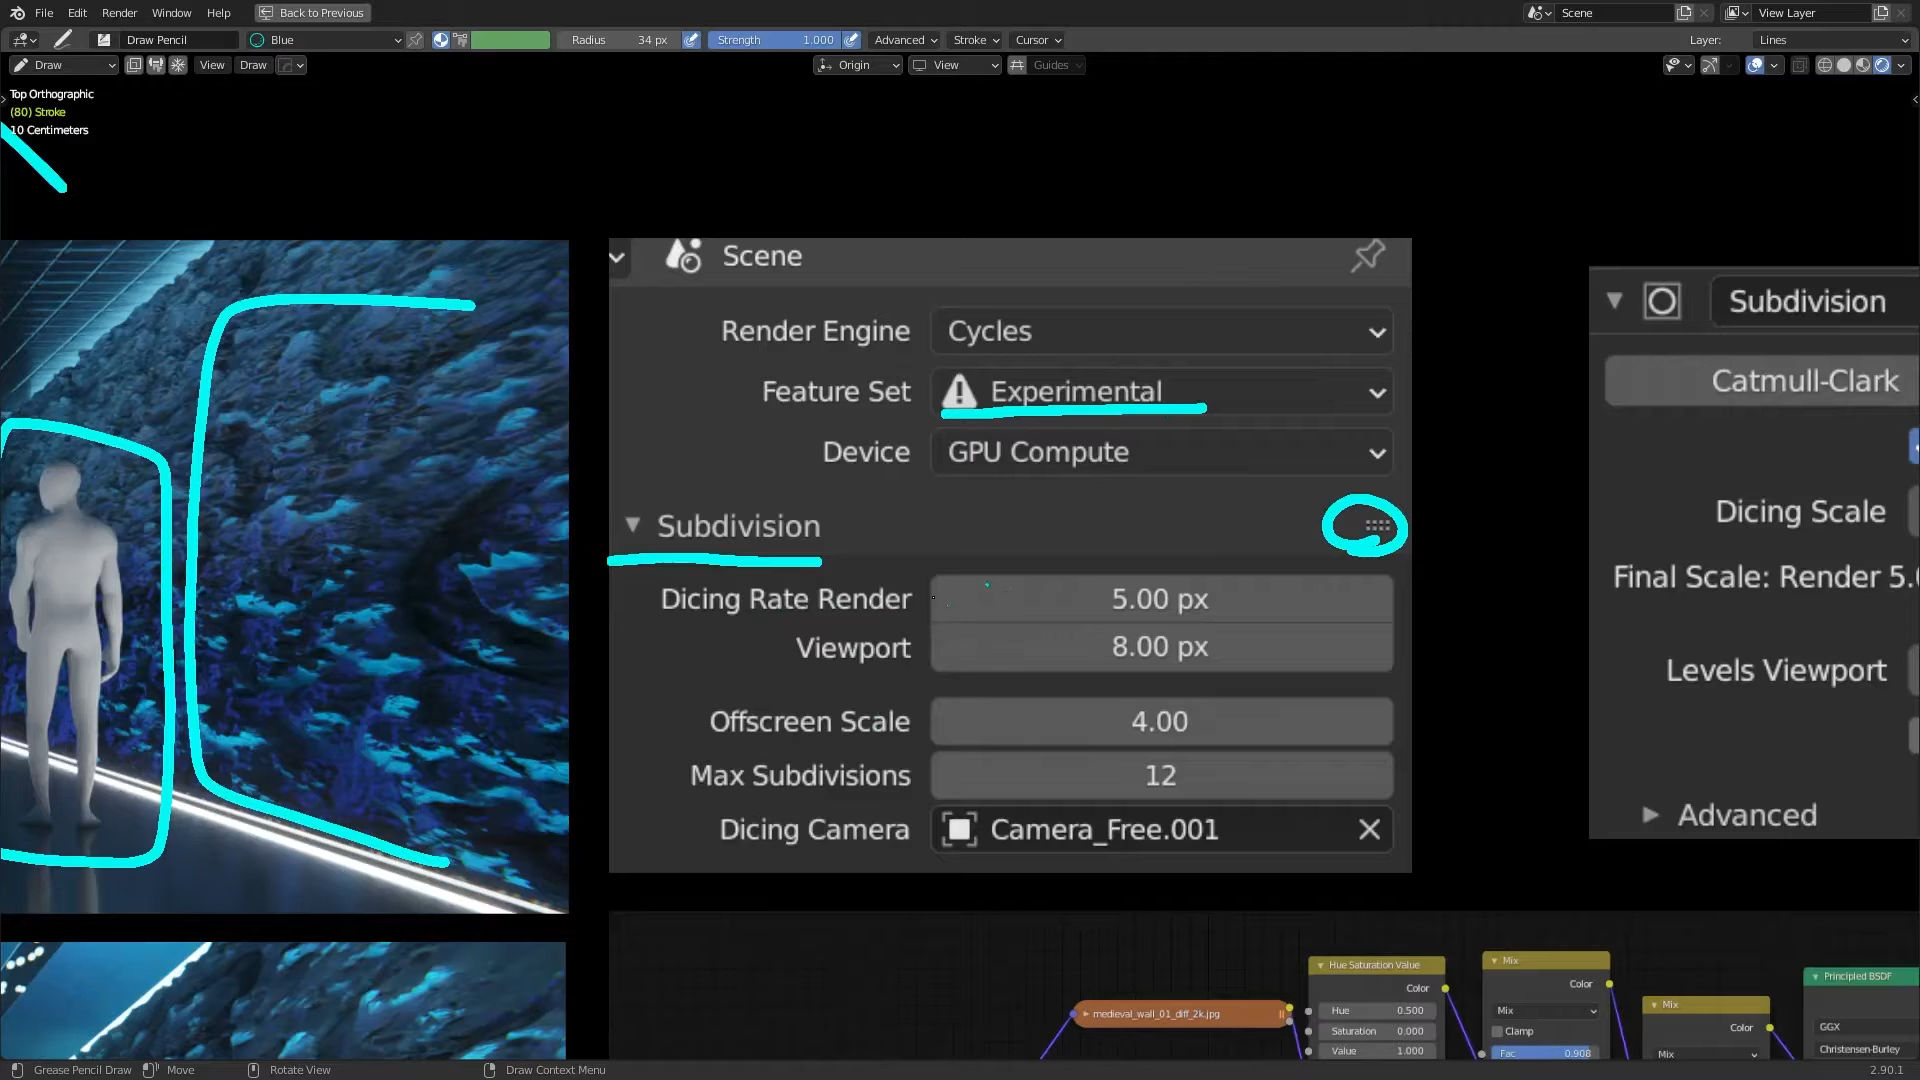 File Edit Render Window Help Back to Previous Scene View Layer
Draw Pencil Blue Radius 34 px Strength 1.000 Advanced Stroke Cursor Layer: Lines
Draw View Draw Origin View Guides
Top Orthographic
(80) Stroke
10 Centimeters
Scene
Render Engine Cycles
Feature Set Experimental
Device GPU Compute
Subdivision
Dicing Rate Render 5.00 px
Viewport 8.00 px
Offscreen Scale 4.00
Max Subdivisions 12
Dicing Camera Camera_Free.001
Subdivision
Catmull-Clark
Dicing Scale
Final Scale: Render 5.
Levels Viewport
Advanced
medieval_wall_01_diff_2k.jpg
Hue Saturation Value
Color
Hue 0.500
Saturation 0.000
Value 1.000
Mix
Color
Mix
Clamp
Fac 0.908
Mix
Color
Mix
Principled BSDF
GGX
Christensen-Burley
Grease Pencil Draw Move Rotate View Draw Context Menu 2.90.1